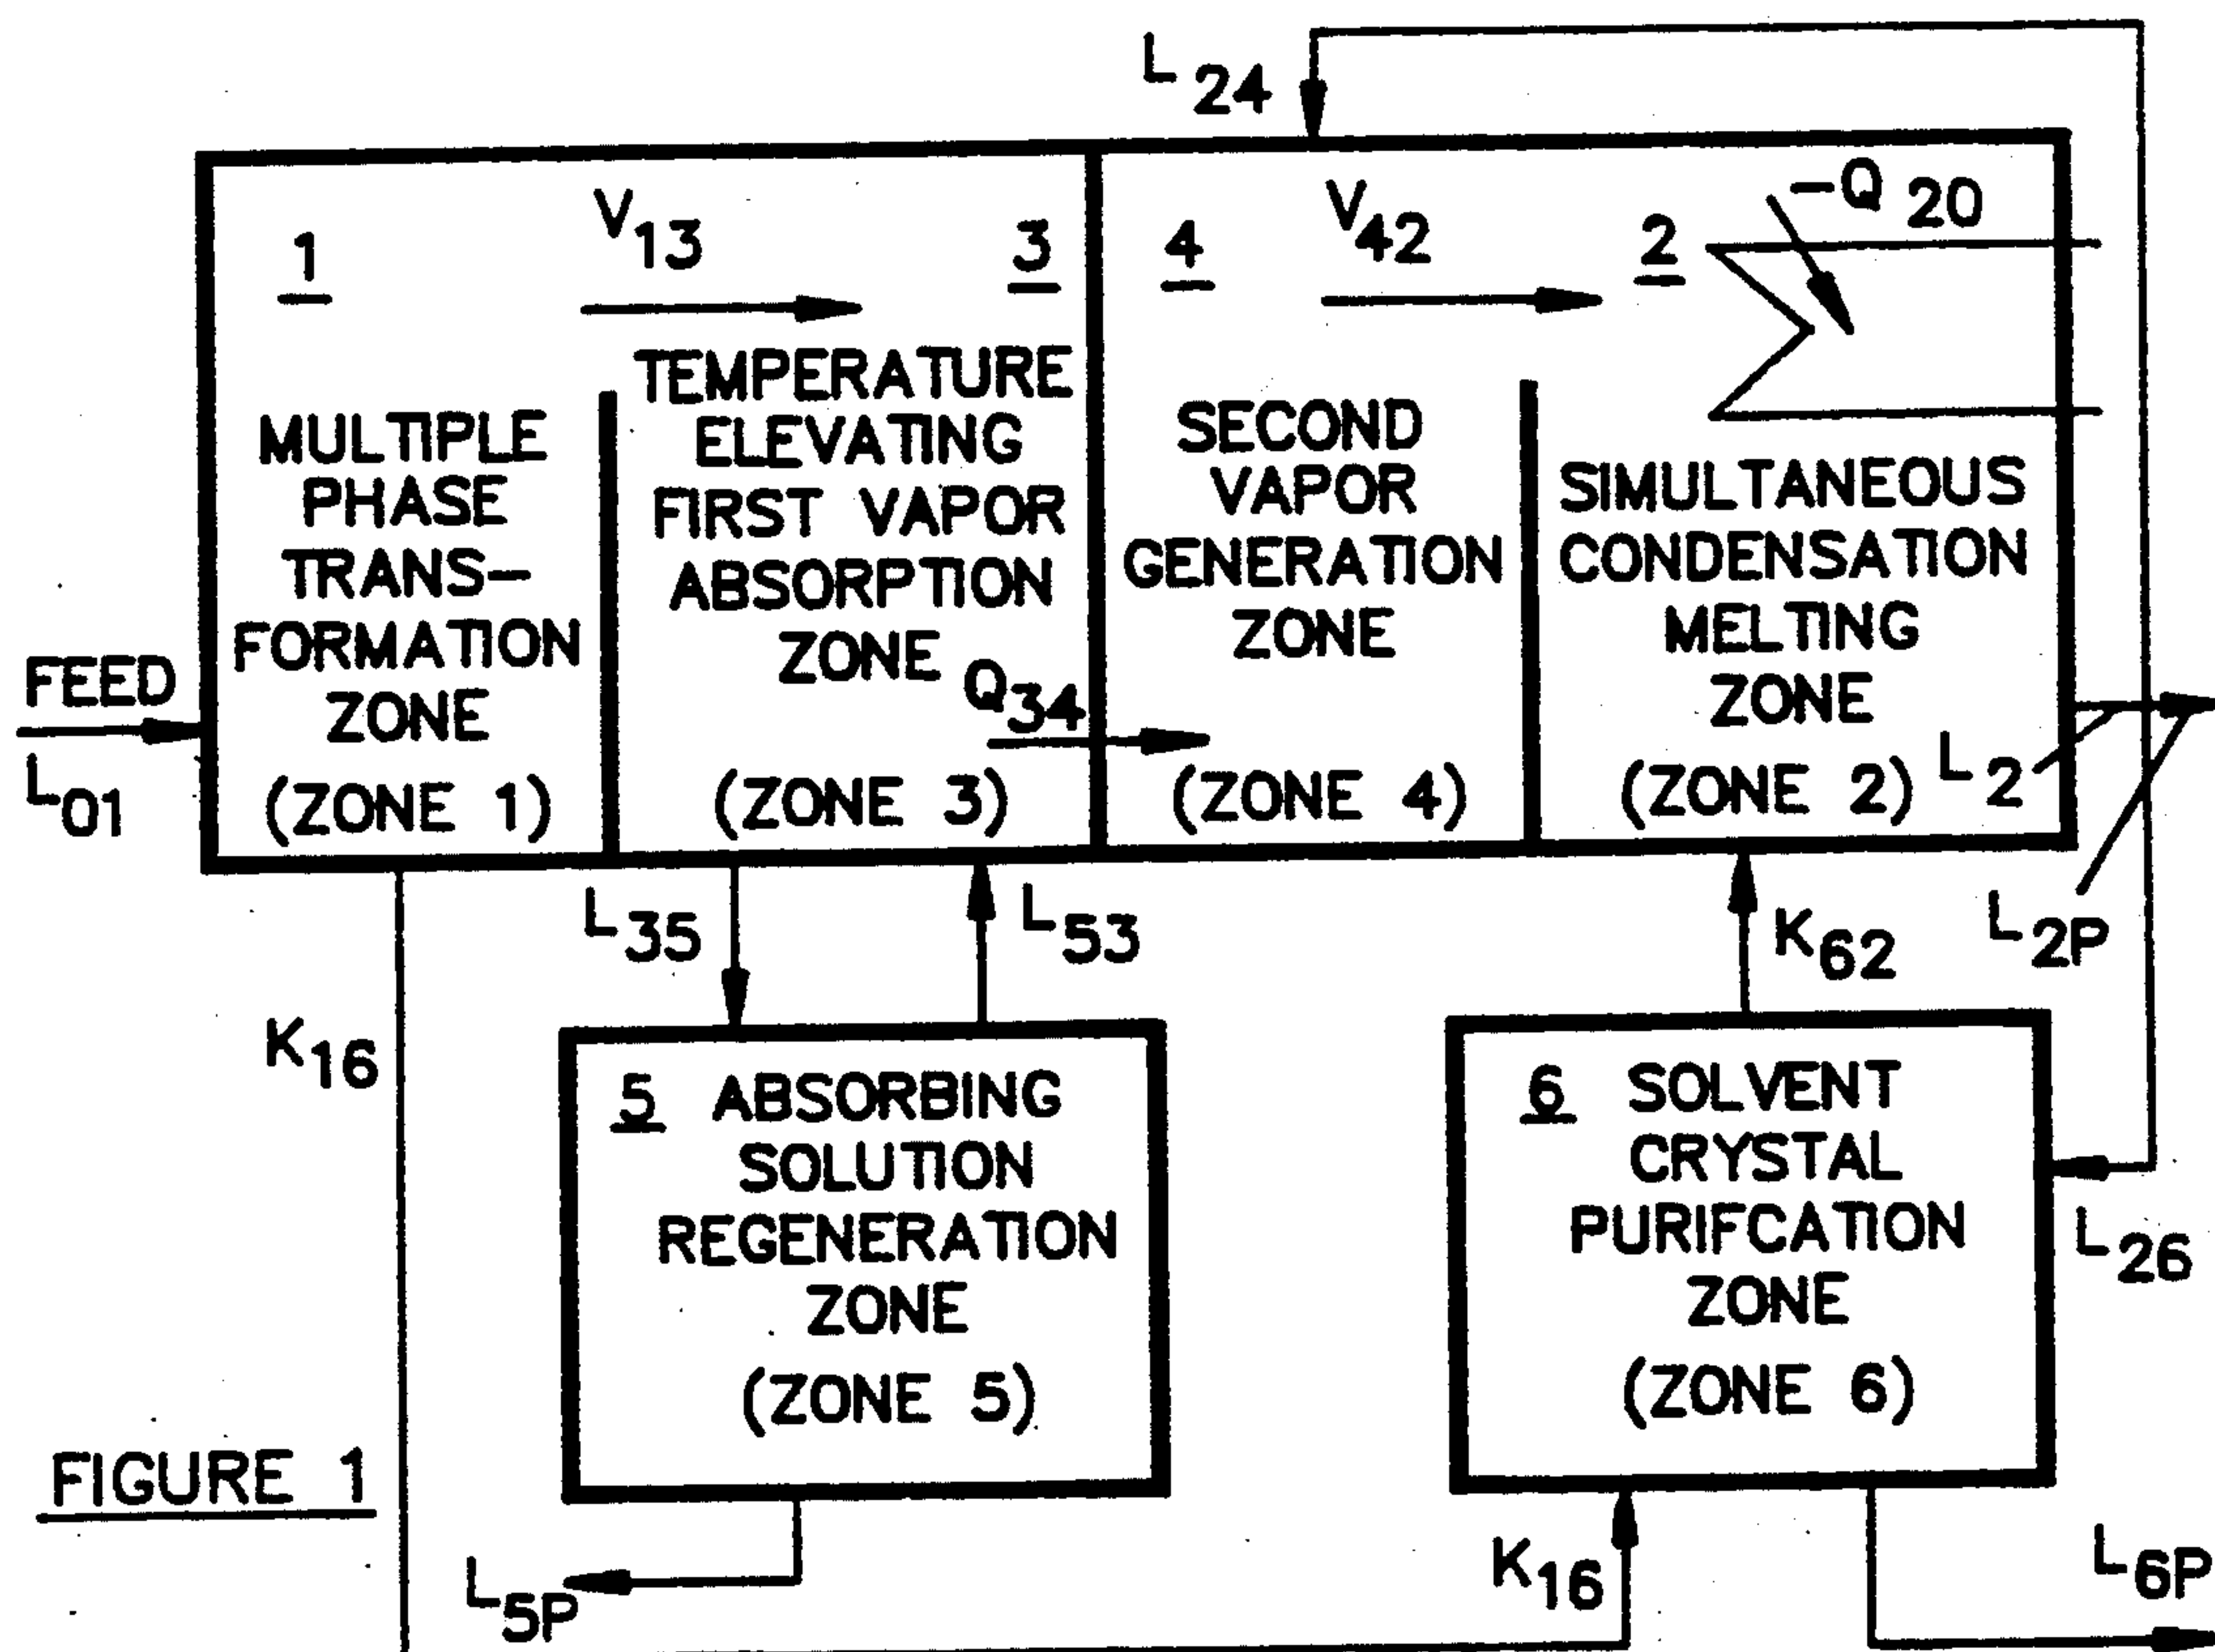 L24
1
V13
3
4
V42
2
-Q20
MULTIPLE
PHASE
TRANS-
FORMATION
ZONE
(ZONE 1)
TEMPERATURE
ELEVATING
FIRST VAPOR
ABSORPTION
ZONE
(ZONE 3)
Q34
SECOND
VAPOR
GENERATION
ZONE
(ZONE 4)
SIMULTANEOUS
CONDENSATION
MELTING
ZONE
(ZONE 2)
FEED
L01
L2
L2P
L35
L53
K62
K16
5 ABSORBING
SOLUTION
REGENERATION
ZONE
(ZONE 5)
6 SOLVENT
CRYSTAL
PURIFCATION
ZONE
(ZONE 6)
L26
FIGURE 1
L5P
K16
L6P